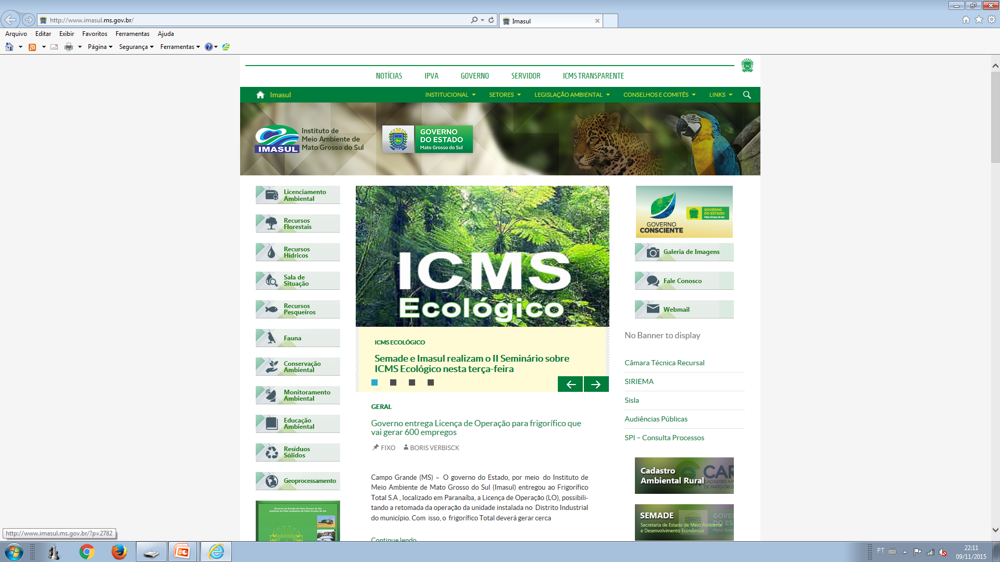 http://www.imasul.ms.gov.br/
Imasul
Arquivo Editar Exibir Favoritos Ferramentas Ajuda
Página Segurança Ferramentas
NOTÍCIAS IPVA GOVERNO SERVIDOR ICMS TRANSPARENTE
Imasul INSTITUCIONAL SETORES LEGISLAÇÃO AMBIENTAL CONSELHOS E COMITÊS LINKS
IMASUL
Instituto de
Meio Ambiente de
Mato Grosso do Sul
GOVERNO
DO ESTADO
Mato Grosso do Sul
Licenciamento
Ambiental
Recursos
Florestais
Recursos
Hídricos
Sala de
Situação
Recursos
Pesqueiros
Fauna
Conservação
Ambiental
Monitoramento
Ambiental
Educação
Ambiental
Resíduos
Sólidos
Geoprocessamento
Governo do Estado de Mato Grosso do Sul
Instituto do Meio Ambiente de Mato Grosso do Sul
ICMS
Ecológico
ICMS ECOLÓGICO
Semade e Imasul realizam o II Seminário sobre
ICMS Ecológico nesta terça-feira
GERAL
Governo entrega Licença de Operação para frigorífico que
vai gerar 600 empregos
FIXO BORIS VERBISCK
Campo Grande (MS) – O governo do Estado, por meio do Instituto de
Meio Ambiente de Mato Grosso do Sul (Imasul) entregou ao Frigorífico
Total S.A , localizado em Paranaíba, a Licença de Operação (LO), possibili-
tando a retomada da operação da unidade instalada no Distrito Industrial
do município. Com isso, o frigorífico Total deverá gerar cerca
Continue lendo
GOVERNO
CONSCIENTE
GOVERNO
DO ESTADO
Mato Grosso do Sul
Galeria de Imagens
Fale Conosco
Webmail
No Banner to display
Câmara Técnica Recursal
SIRIEMA
Sisla
Audiências Públicas
SPI – Consulta Processos
Cadastro
Ambiental Rural
CAR
CADASTRO AM
DE MATO GROS
SEMADE
Secretaria de Estado de Meio Ambiente
e Desenvolvimento Econômico
GOVE
DO ES
Mato Gros
http://www.imasul.ms.gov.br/?p=2782
PT
22:11
09/11/2015